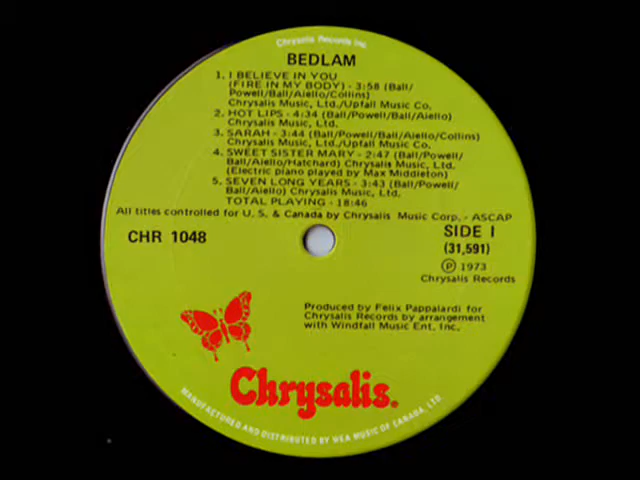 Chrysalis Records Inc.
BEDLAM
1. I BELIEVE IN YOU
(FIRE IN MY BODY) - 3:58 (Ball/
Powell/Ball/Aiello/Collins)
Chrysalis Music, Ltd./Upfall Music Co.
2. HOT LIPS - 4:34 (Ball/Powell/Ball/Aiello)
Chrysalis Music, Ltd.
3. SARAH - 3:44 (Ball/Powell/Ball/Aiello/Collins)
Chrysalis Music, Ltd./Upfall Music Co.
4. SWEET SISTER MARY - 2:47 (Ball/Powell/
Ball/Aiello/Hatchard) Chrysalis Music, Ltd.
(Electric piano played by Max Middleton)
5. SEVEN LONG YEARS - 3:43 (Ball/Powell/
Ball/Aiello) Chrysalis Music, Ltd.
TOTAL PLAYING - 18:46
All titles controlled for U. S. & Canada by Chrysalis Music Corp. - ASCAP
CHR 1048
SIDE I
(31,591)
Ⓟ 1973
Chrysalis Records
Produced by Felix Pappalardi for
Chrysalis Records by arrangement
with Windfall Music Ent, Inc.
Chrysalis.
MANUFACTURED AND DISTRIBUTED BY WEA MUSIC OF CANADA, LTD.